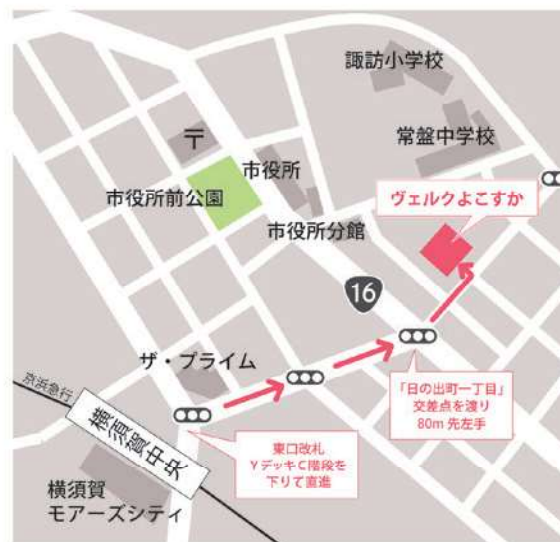 諏訪小学校
常盤中学校
〒
市役所
市役所前公園
ヴェルクよこすか
市役所分館
16
ザ・プライム
「日の出町一丁目」
交差点を渡り
80m 先左手
京浜急行
横須賀中央
東口改札
YデッキC階段を
下りて直進
横須賀
モアーズシティ